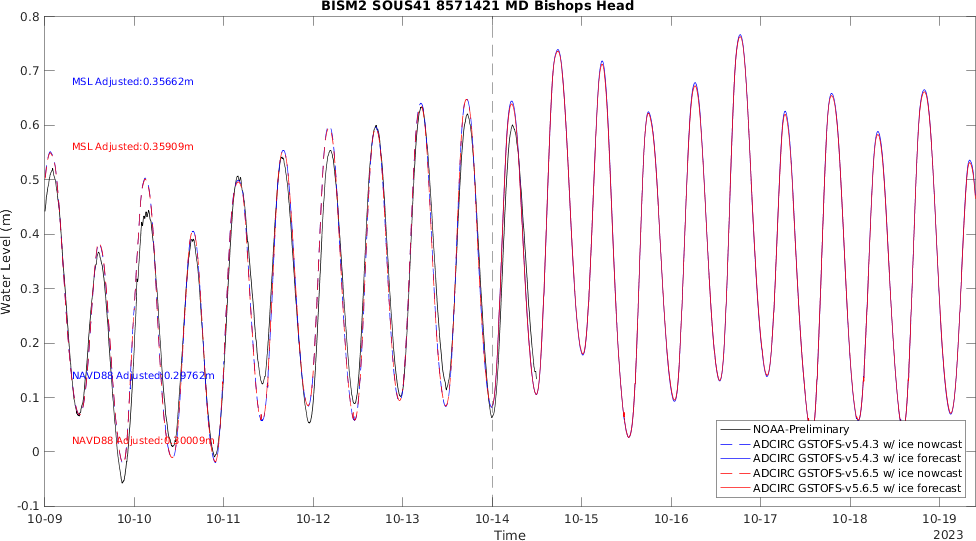 BISM2 SOUS41 8571421 MD Bishops Head
0.8
0.7
0.6
0.5
0.4
0.3
0.2
0.1
0
-0.1
Water Level (m)
MSL Adjusted:0.35662m
MSL Adjusted:0.35909m
NAVD88 Adjusted:0.29762m
NAVD88 Adjusted:0.30009m
NOAA-Preliminary
ADCIRC GSTOFS-v5.4.3 w/ ice nowcast
ADCIRC GSTOFS-v5.4.3 w/ ice forecast
ADCIRC GSTOFS-v5.6.5 w/ ice nowcast
ADCIRC GSTOFS-v5.6.5 w/ ice forecast
10-09 10-10 10-11 10-12 10-13 10-14 10-15 10-16 10-17 10-18 10-19
Time
2023